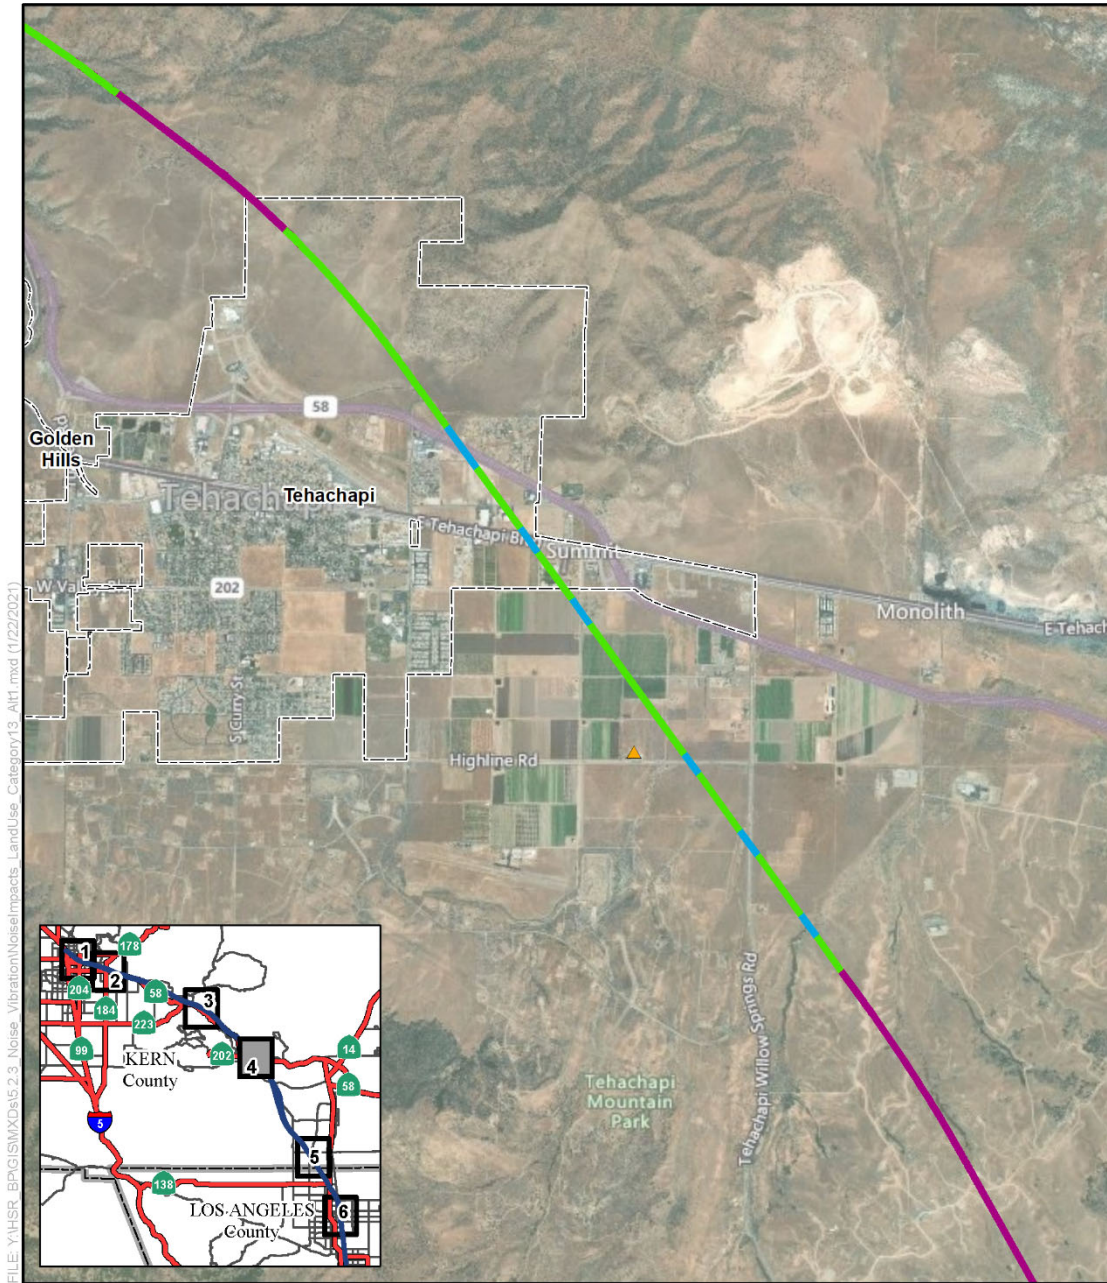 58
Golden
Hills
Tehachapi
Tehachapi
E Tehachapi Blvd
Summit
W Valley Blvd
202
Monolith
E Tehach
S Curry St
Highline Rd
Tehachapi Willow Springs Rd
Tehachapi
Mountain
Park
1
178
2
204
58
3
184
223
99
202
4
14
58
KERN
County
5
5
138
LOS ANGELES
County
6
FILE: Y:\HSR_BP\GIS\MXDs\5.2.3_Noise_Vibration\NoiseImpacts_LandUse_Category13_Alt1.mxd (1/22/2021)